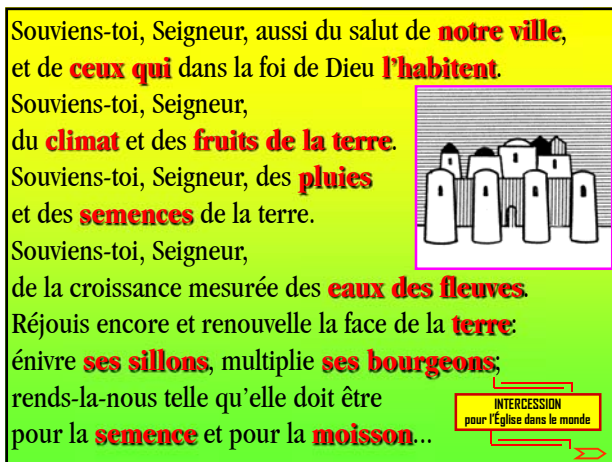 Souviens-toi, Seigneur, aussi du salut de notre ville,
et de ceux qui dans la foi de Dieu l'habitent.
Souviens-toi, Seigneur,
du climat et des fruits de la terre.
Souviens-toi, Seigneur, des pluies
et des semences de la terre.
Souviens-toi, Seigneur,
de la croissance mesurée des eaux des fleuves.
Réjouis encore et renouvelle la face de la terre:
énivre ses sillons, multiplie ses bourgeons;
rends-la-nous telle qu'elle doit être
pour la semence et pour la moisson...
INTERCESSION
pour l'Église dans le monde